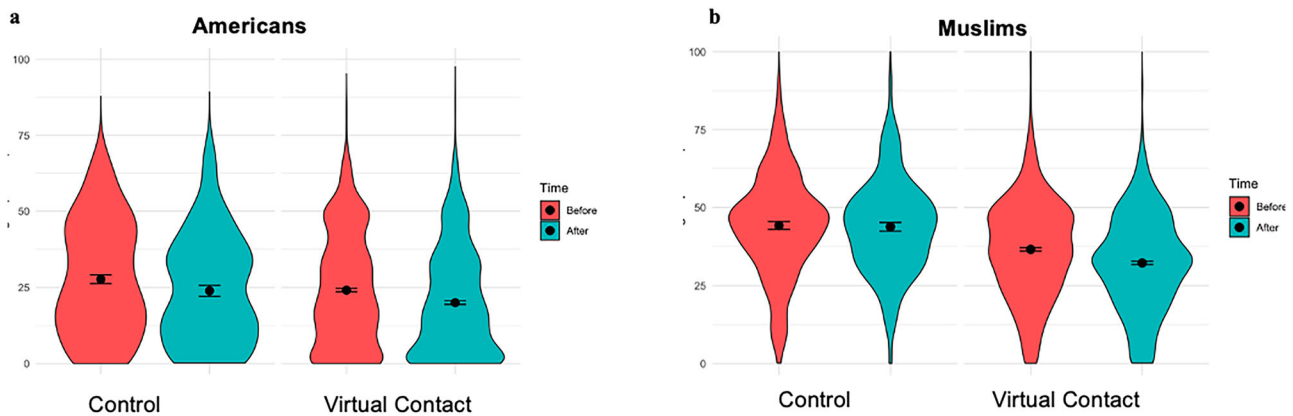 a
Americans
100
75
50
25
0
Control
Virtual Contact
Time
Before
After
b
Muslims
100
75
50
25
0
Control
Virtual Contact
Time
Before
After